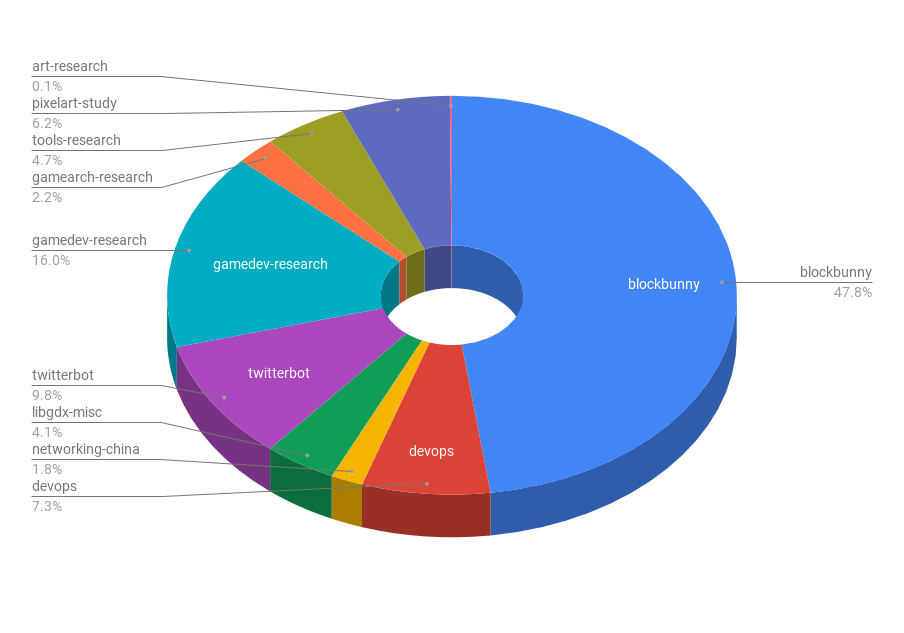 art-research
0.1%
pixelart-study
6.2%
tools-research
4.7%
gamearch-research
2.2%
gamedev-research
16.0%
twitterbot
9.8%
libgdx-misc
4.1%
networking-china
1.8%
devops
7.3%
gamedev-research
twitterbot
devops
blockbunny
blockbunny
47.8%